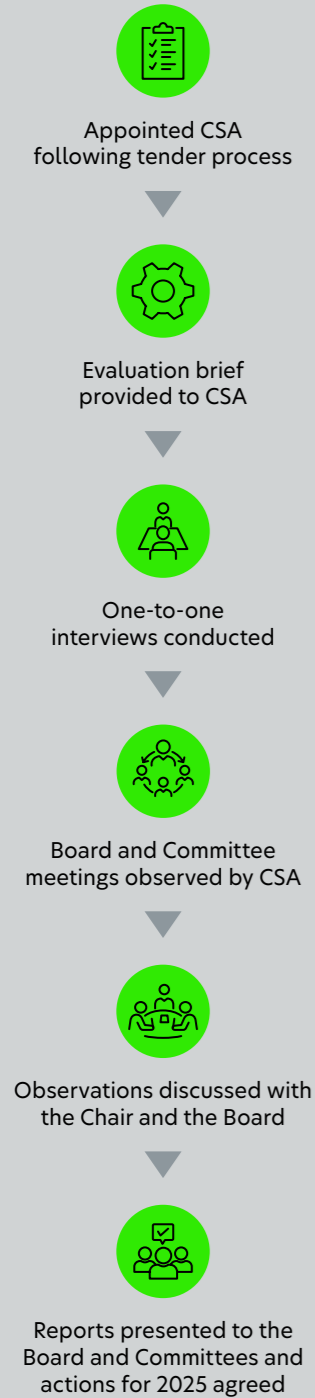 Appointed CSA
following tender process
Evaluation brief
provided to CSA
One-to-one
interviews conducted
Board and Committee
meetings observed by CSA
Observations discussed with
the Chair and the Board
Reports presented to the
Board and Committees and
actions for 2025 agreed